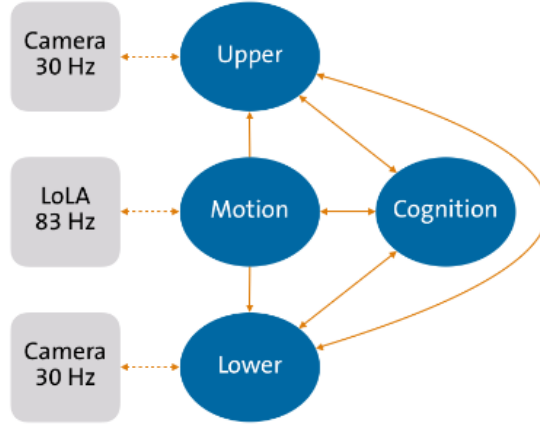 Camera
30 Hz
Upper
LoLA
83 Hz
Motion
Cognition
Camera
30 Hz
Lower